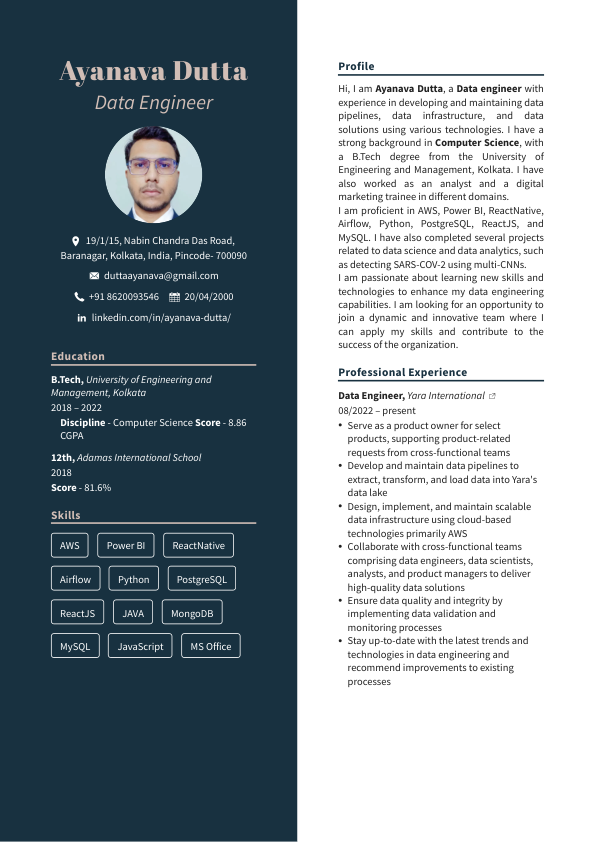 Ayanava Dutta
Data Engineer
19/1/15, Nabin Chandra Das Road,
Baranagar, Kolkata, India, Pincode- 700090
duttaayanava@gmail.com
+91 8620093546 20/04/2000
linkedin.com/in/ayanava-dutta/
Education
B.Tech, University of Engineering and
Management, Kolkata
2018 – 2022
Discipline - Computer Science Score - 8.86
CGPA
12th, Adamas International School
2018
Score - 81.6%
Skills
AWS Power BI ReactNative
Airflow Python PostgreSQL
ReactJS JAVA MongoDB
MySQL JavaScript MS Office
Profile
Hi, I am Ayanava Dutta, a Data engineer with
experience in developing and maintaining data
pipelines, data infrastructure, and data
solutions using various technologies. I have a
strong background in Computer Science, with
a B.Tech degree from the University of
Engineering and Management, Kolkata. I have
also worked as an analyst and a digital
marketing trainee in different domains.
I am proficient in AWS, Power BI, ReactNative,
Airflow, Python, PostgreSQL, ReactJS, and
MySQL. I have also completed several projects
related to data science and data analytics, such
as detecting SARS-COV-2 using multi-CNNs.
I am passionate about learning new skills and
technologies to enhance my data engineering
capabilities. I am looking for an opportunity to
join a dynamic and innovative team where I
can apply my skills and contribute to the
success of the organization.
Professional Experience
Data Engineer, Yara International
08/2022 – present
• Serve as a product owner for select
products, supporting product-related
requests from cross-functional teams
• Develop and maintain data pipelines to
extract, transform, and load data into Yara's
data lake
• Design, implement, and maintain scalable
data infrastructure using cloud-based
technologies primarily AWS
• Collaborate with cross-functional teams
comprising data engineers, data scientists,
analysts, and product managers to deliver
high-quality data solutions
• Ensure data quality and integrity by
implementing data validation and
monitoring processes
• Stay up-to-date with the latest trends and
technologies in data engineering and
recommend improvements to existing
processes